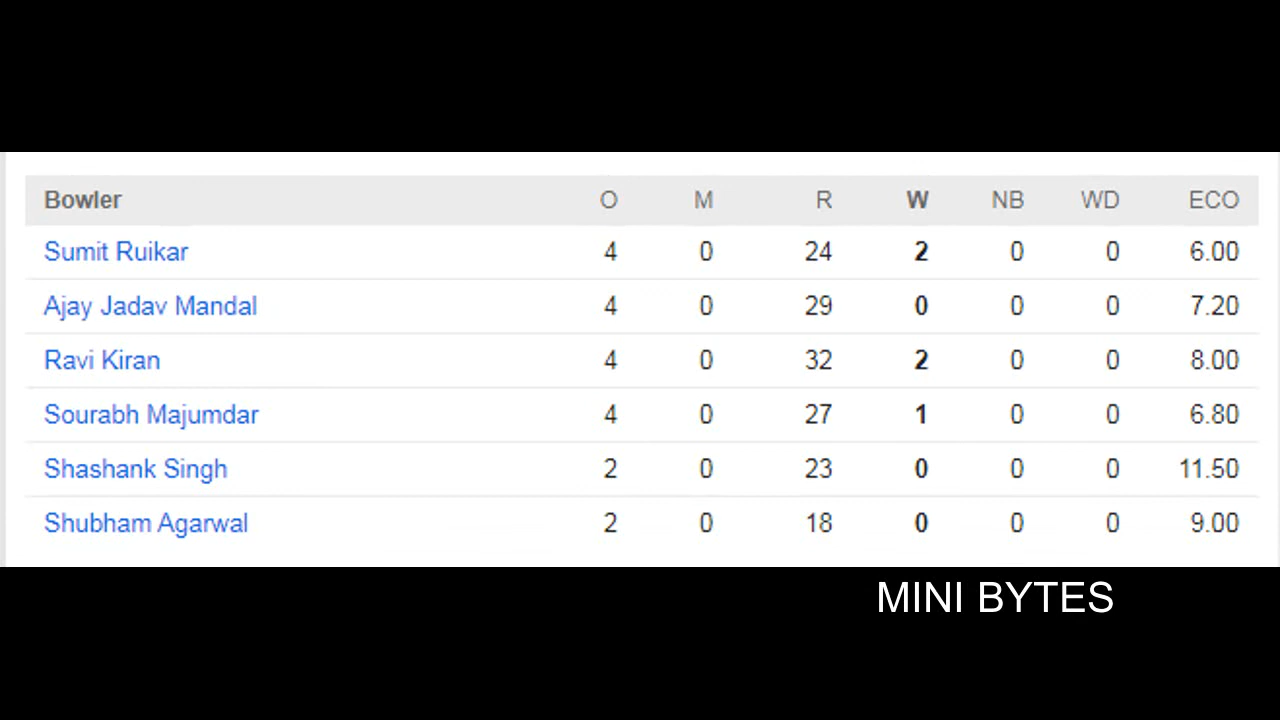 Bowler O M R W NB WD ECO
Sumit Ruikar 4 0 24 2 0 0 6.00
Ajay Jadav Mandal 4 0 29 0 0 0 7.20
Ravi Kiran 4 0 32 2 0 0 8.00
Sourabh Majumdar 4 0 27 1 0 0 6.80
Shashank Singh 2 0 23 0 0 0 11.50
Shubham Agarwal 2 0 18 0 0 0 9.00
MINI BYTES